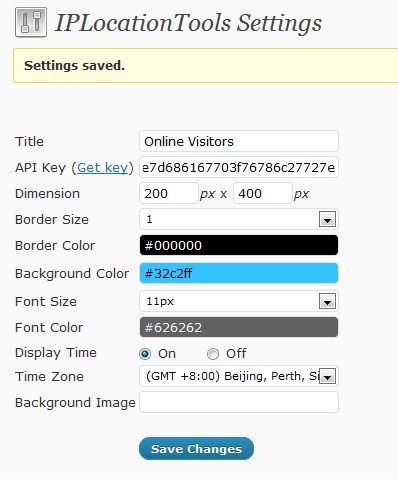 IPLocationTools Settings
Settings saved.
Title Online Visitors
API Key (Get key) e7d686167703f76786c27727e
Dimension 200 px x 400 px
Border Size 1
Border Color #000000
Background Color #32c2ff
Font Size 11px
Font Color #626262
Display Time On Off
Time Zone (GMT +8:00) Beijing, Perth, Si
Background Image
Save Changes